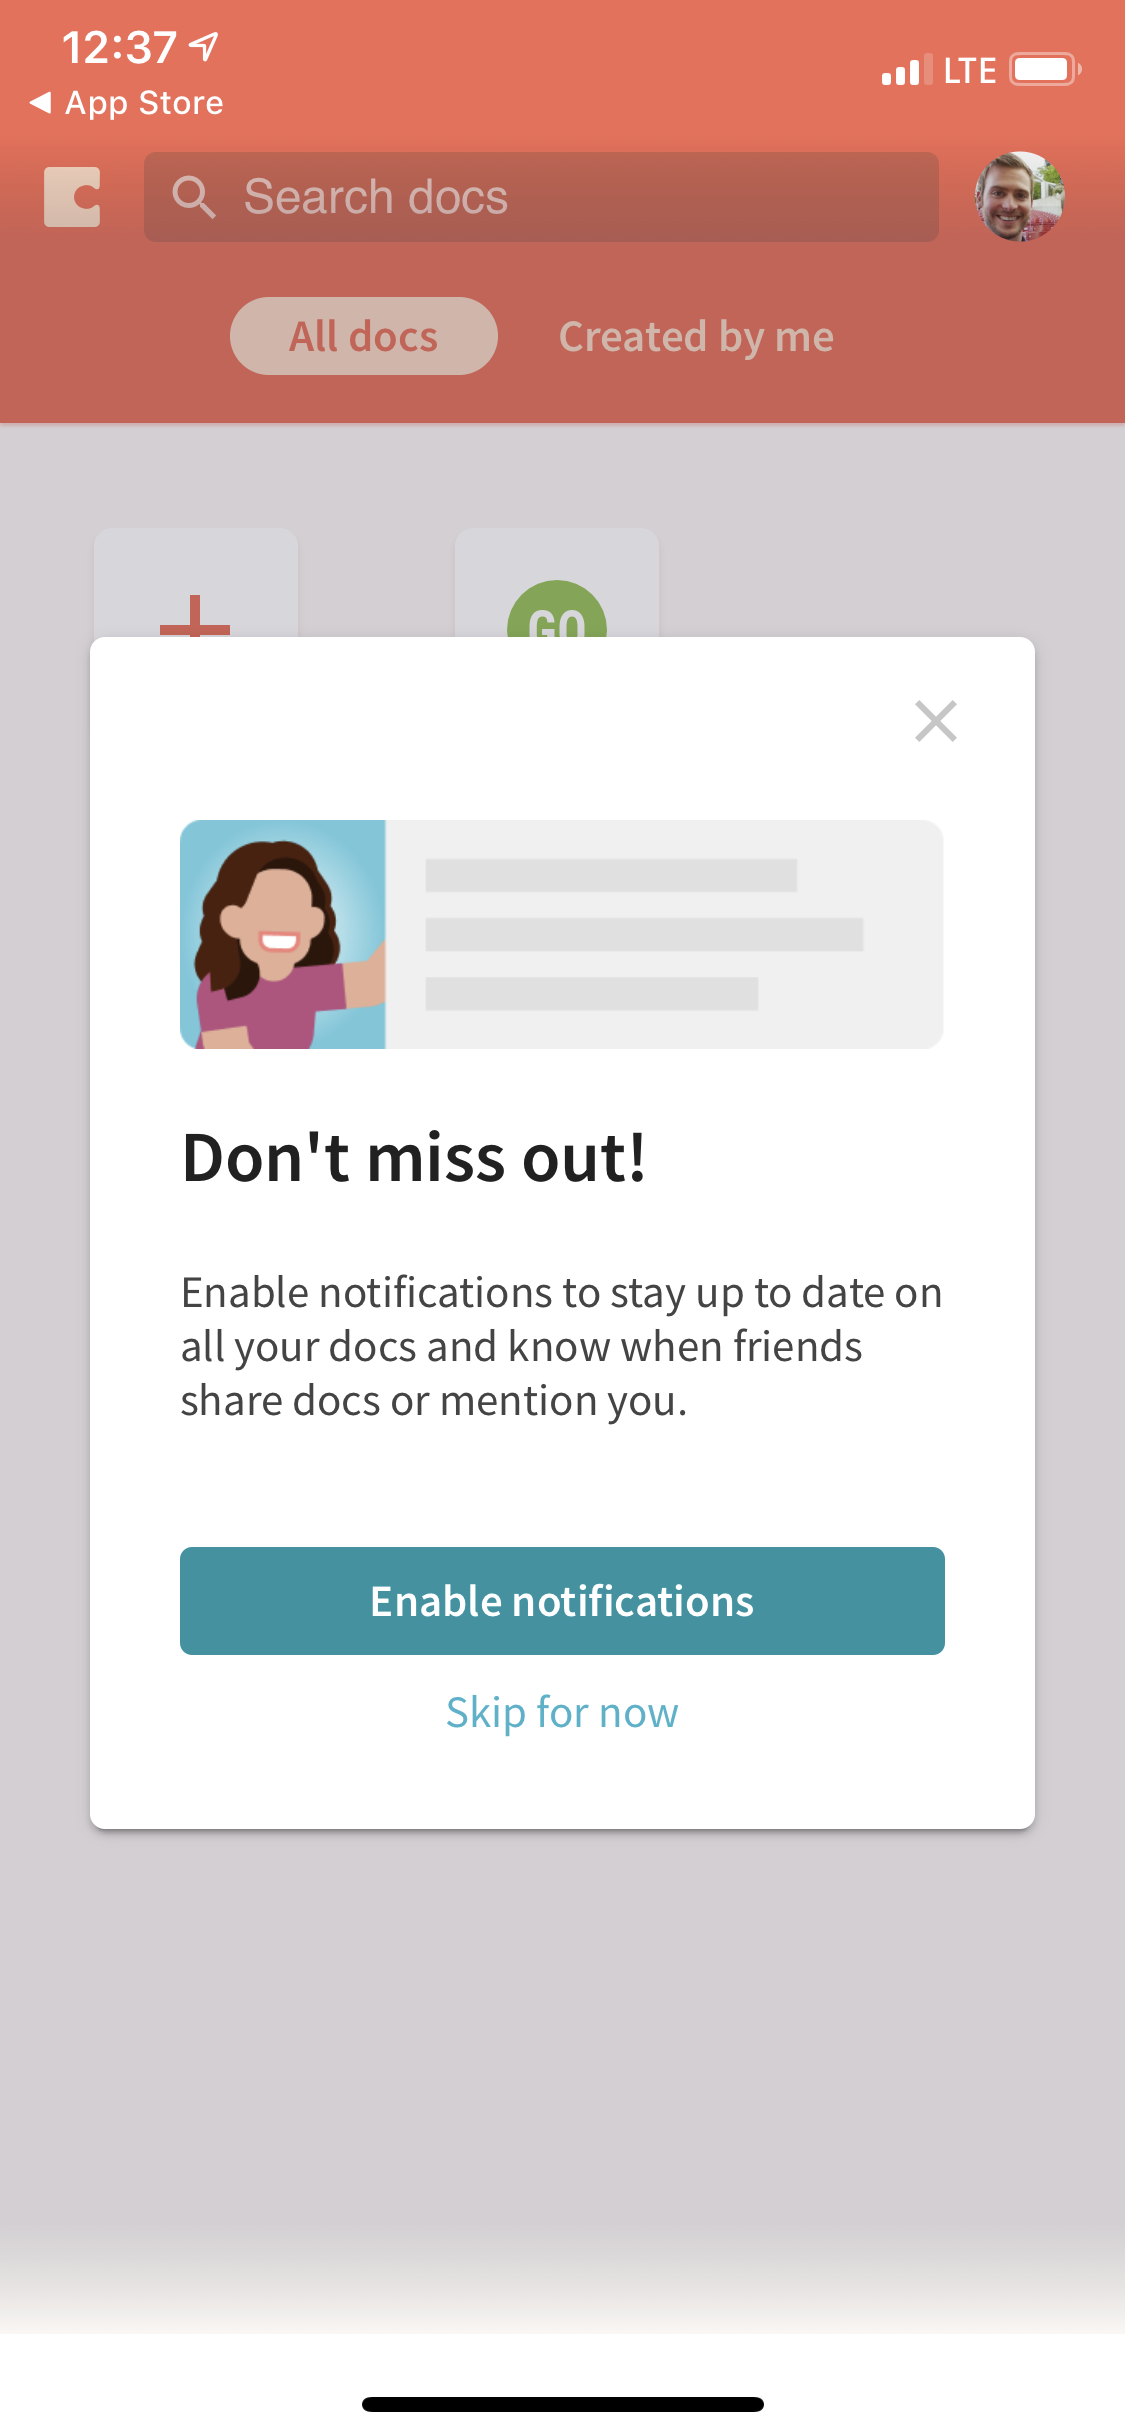 12:37
App Store
LTE
Search docs
All docs
Created by me
GO
Don't miss out!
Enable notifications to stay up to date on
all your docs and know when friends
share docs or mention you.
Enable notifications
Skip for now